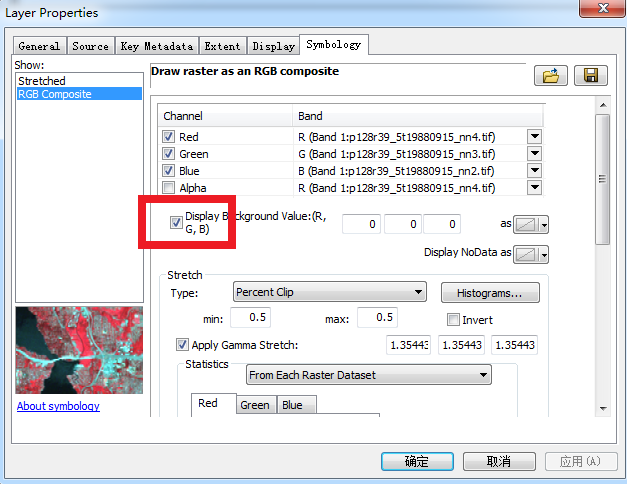 Layer Properties
General Source Key Metadata Extent Display Symbology
Show:
Stretched
RGB Composite
Draw raster as an RGB composite
Channel Band
Red R (Band 1:p128r39_5t19880915_nn4.tif)
Green G (Band 1:p128r39_5t19880915_nn3.tif)
Blue B (Band 1:p128r39_5t19880915_nn2.tif)
Alpha R (Band 1:p128r39_5t19880915_nn4.tif)
Display Background Value:(R,
G, B) 0 0 0 as
Display NoData as
Stretch
Type: Percent Clip Histograms...
min: 0.5 max: 0.5 Invert
Apply Gamma Stretch: 1.35443 1.35443 1.35443
Statistics
From Each Raster Dataset
Red Green Blue
About symbology
确定 取消 应用(A)